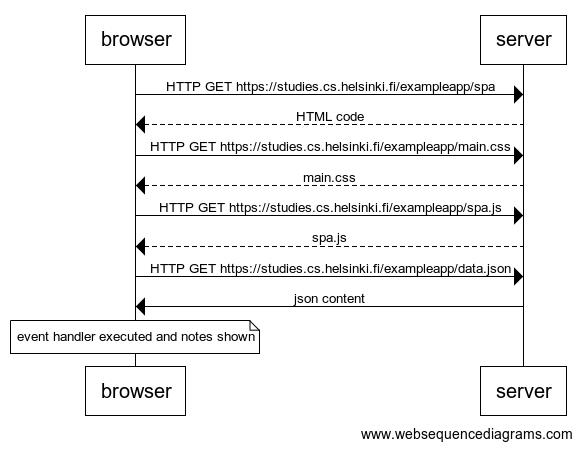 browser
server
HTTP GET https://studies.cs.helsinki.fi/exampleapp/spa
HTML code
HTTP GET https://studies.cs.helsinki.fi/exampleapp/main.css
main.css
HTTP GET https://studies.cs.helsinki.fi/exampleapp/spa.js
spa.js
HTTP GET https://studies.cs.helsinki.fi/exampleapp/data.json
json content
event handler executed and notes shown
browser
server
www.websequencediagrams.com